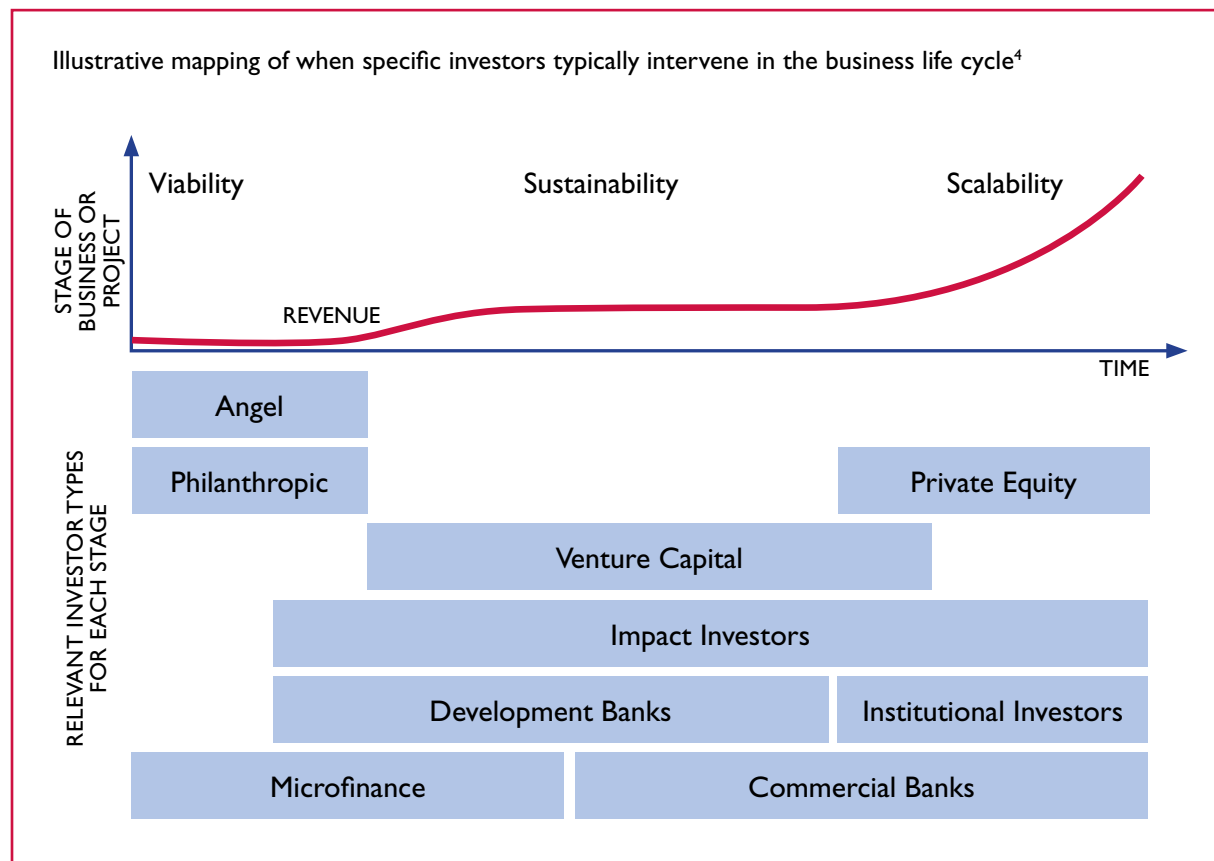 Illustrative mapping of when specific investors typically intervene in the business life cycle⁴
STAGE OF
BUSINESS OR
PROJECT
Viability
Sustainability
Scalability
REVENUE
TIME
RELEVANT INVESTOR TYPES
FOR EACH STAGE
Angel
Philanthropic
Private Equity
Venture Capital
Impact Investors
Development Banks
Institutional Investors
Microfinance
Commercial Banks